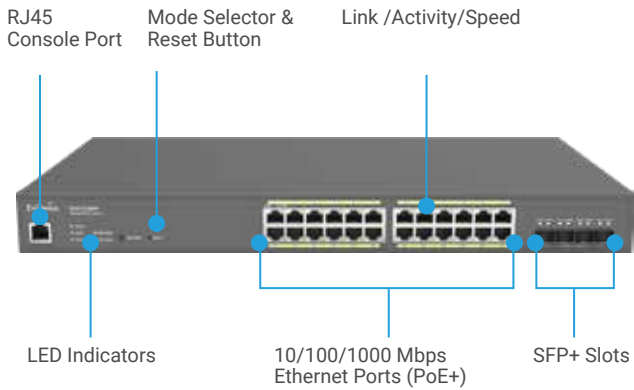 RJ45
Console Port
Mode Selector &
Reset Button
Link /Activity/Speed
LED Indicators
10/100/1000 Mbps
Ethernet Ports (PoE+)
SFP+ Slots